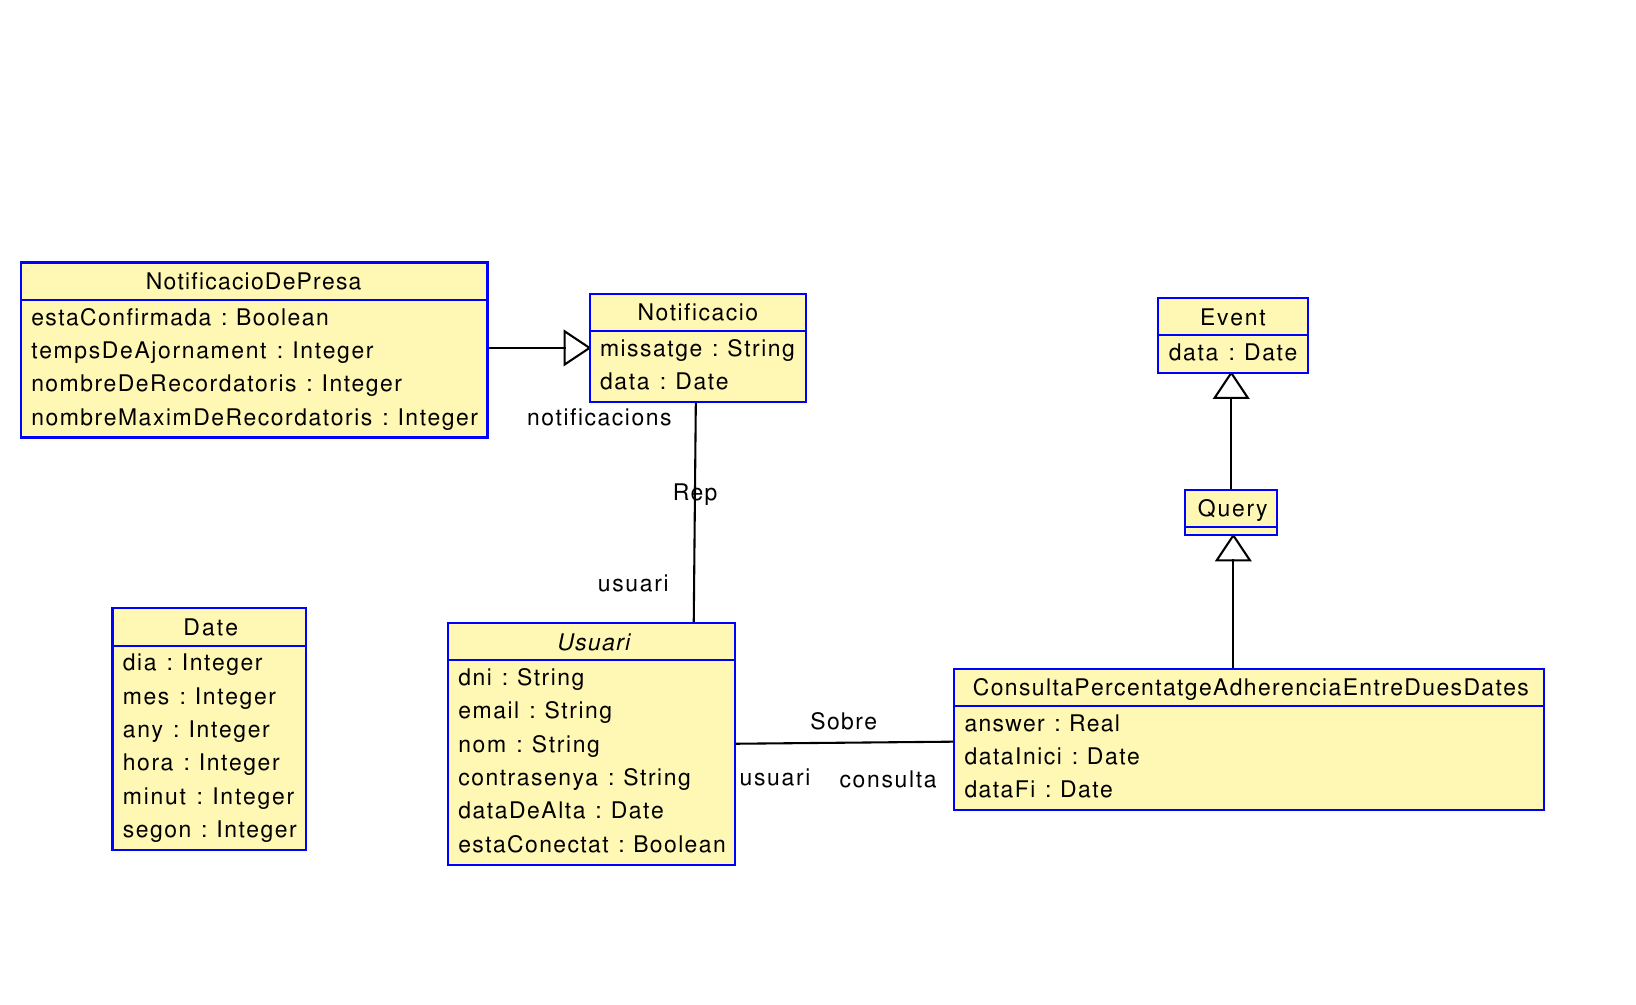 NotificacioDePresa
estaConfirmada : Boolean
tempsDeAjornament : Integer
nombreDeRecordatoris : Integer
nombreMaximDeRecordatoris : Integer
Notificacio
missatge : String
data : Date
notificacions
Rep
usuari
Event
data : Date
Query
Date
dia : Integer
mes : Integer
any : Integer
hora : Integer
minut : Integer
segon : Integer
Usuari
dni : String
email : String
nom : String
contrasenya : String
dataDeAlta : Date
estaConectat : Boolean
Sobre
usuari
consulta
ConsultaPercentatgeAdherenciaEntreDuesDates
answer : Real
dataInici : Date
dataFi : Date